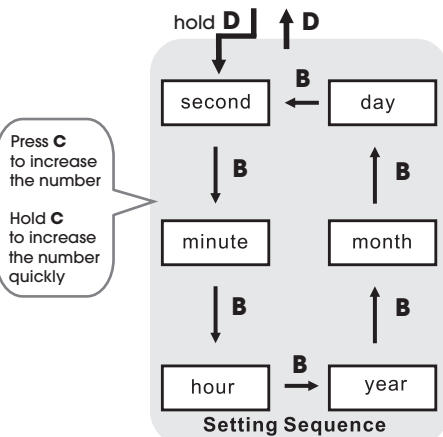 hold D
D
second
B
day
Press C
to increase
the number
Hold C
to increase
the number
quickly
B
B
minute
month
B
B
hour
B
year
Setting Sequence